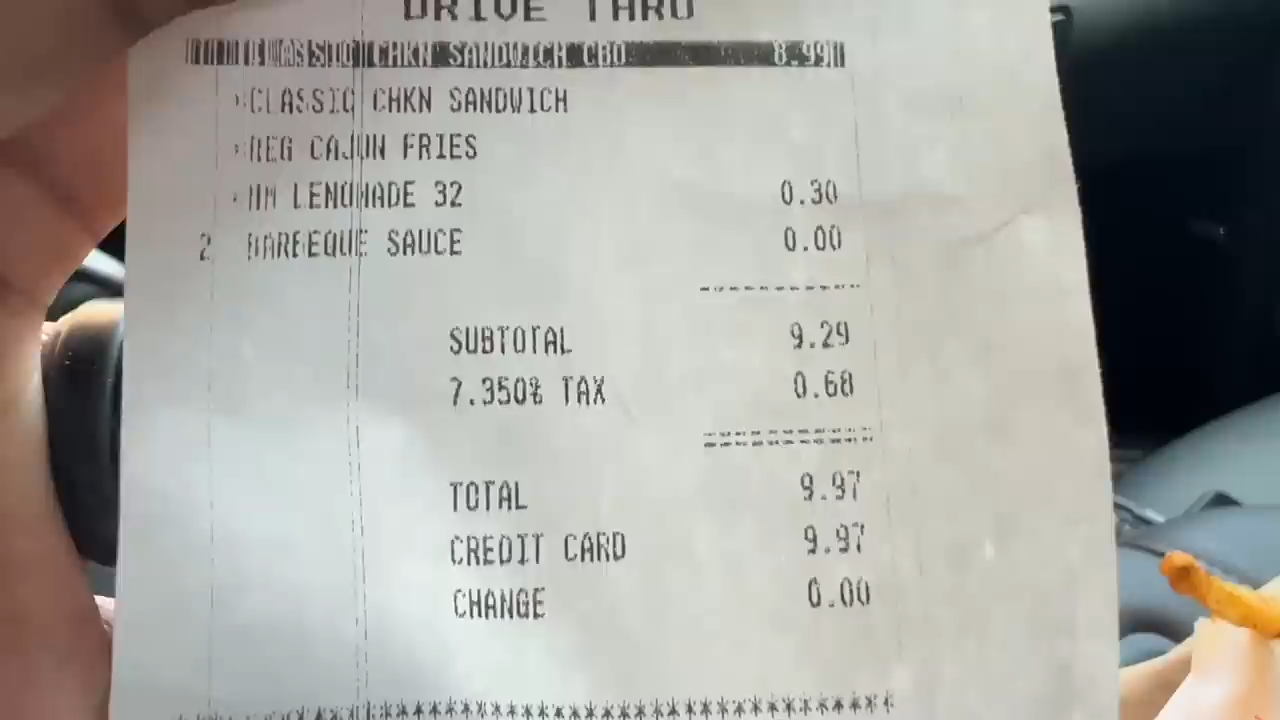 DRIVE THRU
CLASSIC CHKN SANDWICH CBO 8.99
CLASSIC CHKN SANDWICH
REG CAJUN FRIES
LEMONADE 32 0.30
2 BARBEQUE SAUCE 0.00
SUBTOTAL 9.29
7.350% TAX 0.68
TOTAL 9.97
CREDIT CARD 9.97
CHANGE 0.00